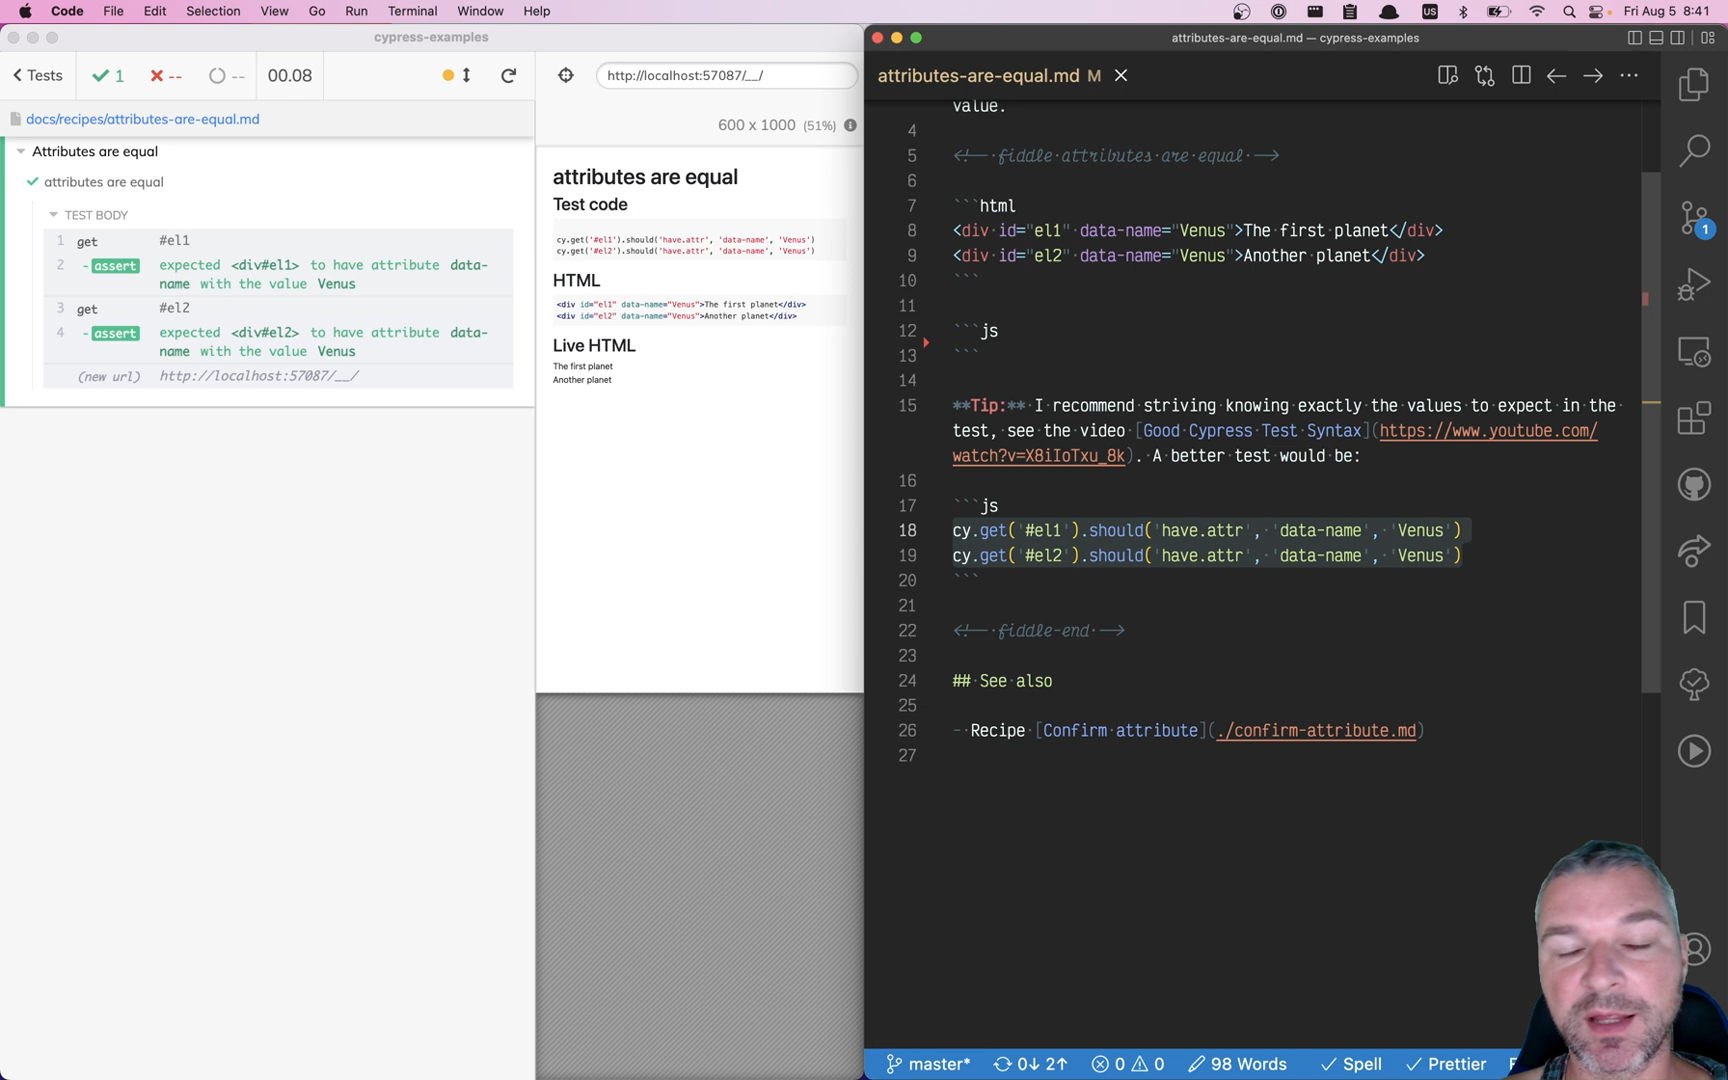 Code File Edit Selection View Go Run Terminal Window Help US Fri Aug 5 8:41
cypress-examples
Tests 1 -- -- 00.08
http://localhost:57087/__/
docs/recipes/attributes-are-equal.md
600 x 1000 (51%)
Attributes are equal
attributes are equal
TEST BODY
1 get #el1
2 - assert expected <div#el1> to have attribute data-
name with the value Venus
3 get #el2
4 - assert expected <div#el2> to have attribute data-
name with the value Venus
(new url) http://localhost:57087/__/
attributes are equal
Test code
cy.get('#el1').should('have.attr', 'data-name', 'Venus')
cy.get('#el2').should('have.attr', 'data-name', 'Venus')
HTML
<div id="el1" data-name="Venus">The first planet</div>
<div id="el2" data-name="Venus">Another planet</div>
Live HTML
The first planet
Another planet
attributes-are-equal.md — cypress-examples
attributes-are-equal.md M
value.
4
5 <!-- fiddle attributes are equal -->
6
7 ```html
8 <div id="el1" data-name="Venus">The first planet</div>
9 <div id="el2" data-name="Venus">Another planet</div>
10 ```
11
12 ```js
13 ```
14
15 **Tip:** I recommend striving knowing exactly the values to expect in the
test, see the video [Good Cypress Test Syntax](https://www.youtube.com/
watch?v=X8iIoTxu_8k). A better test would be:
16
17 ```js
18 cy.get('#el1').should('have.attr', 'data-name', 'Venus')
19 cy.get('#el2').should('have.attr', 'data-name', 'Venus')
20 ```
21
22 <!-- fiddle-end -->
23
24 ## See also
25
26 - Recipe [Confirm attribute](./confirm-attribute.md)
27
1
master* 0↓ 2↑ 0 0 98 Words Spell Prettier